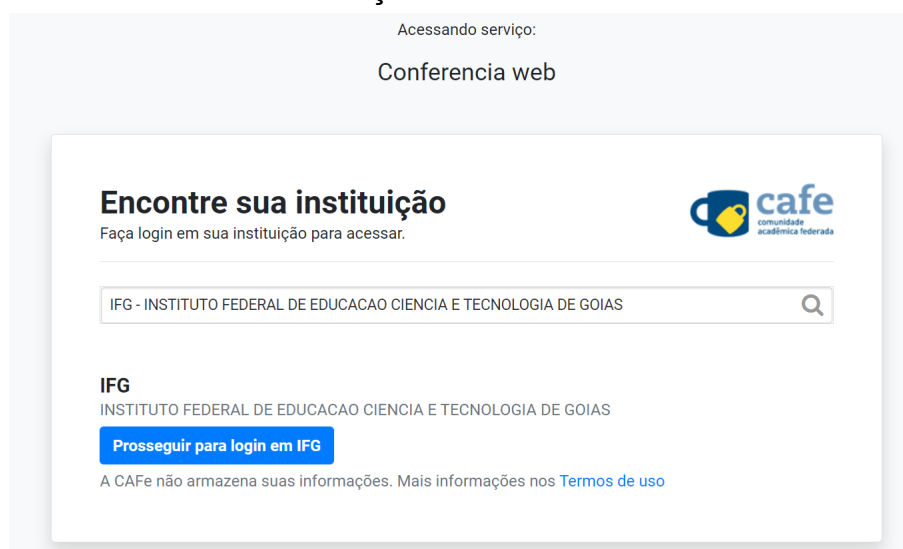 Acessando serviço:
Conferencia web
Encontre sua instituição
Faça login em sua instituição para acessar.
cafe
comunidade
acadêmica federada
IFG - INSTITUTO FEDERAL DE EDUCACAO CIENCIA E TECNOLOGIA DE GOIAS
IFG
INSTITUTO FEDERAL DE EDUCACAO CIENCIA E TECNOLOGIA DE GOIAS
Prosseguir para login em IFG
A CAFe não armazena suas informações. Mais informações nos Termos de uso